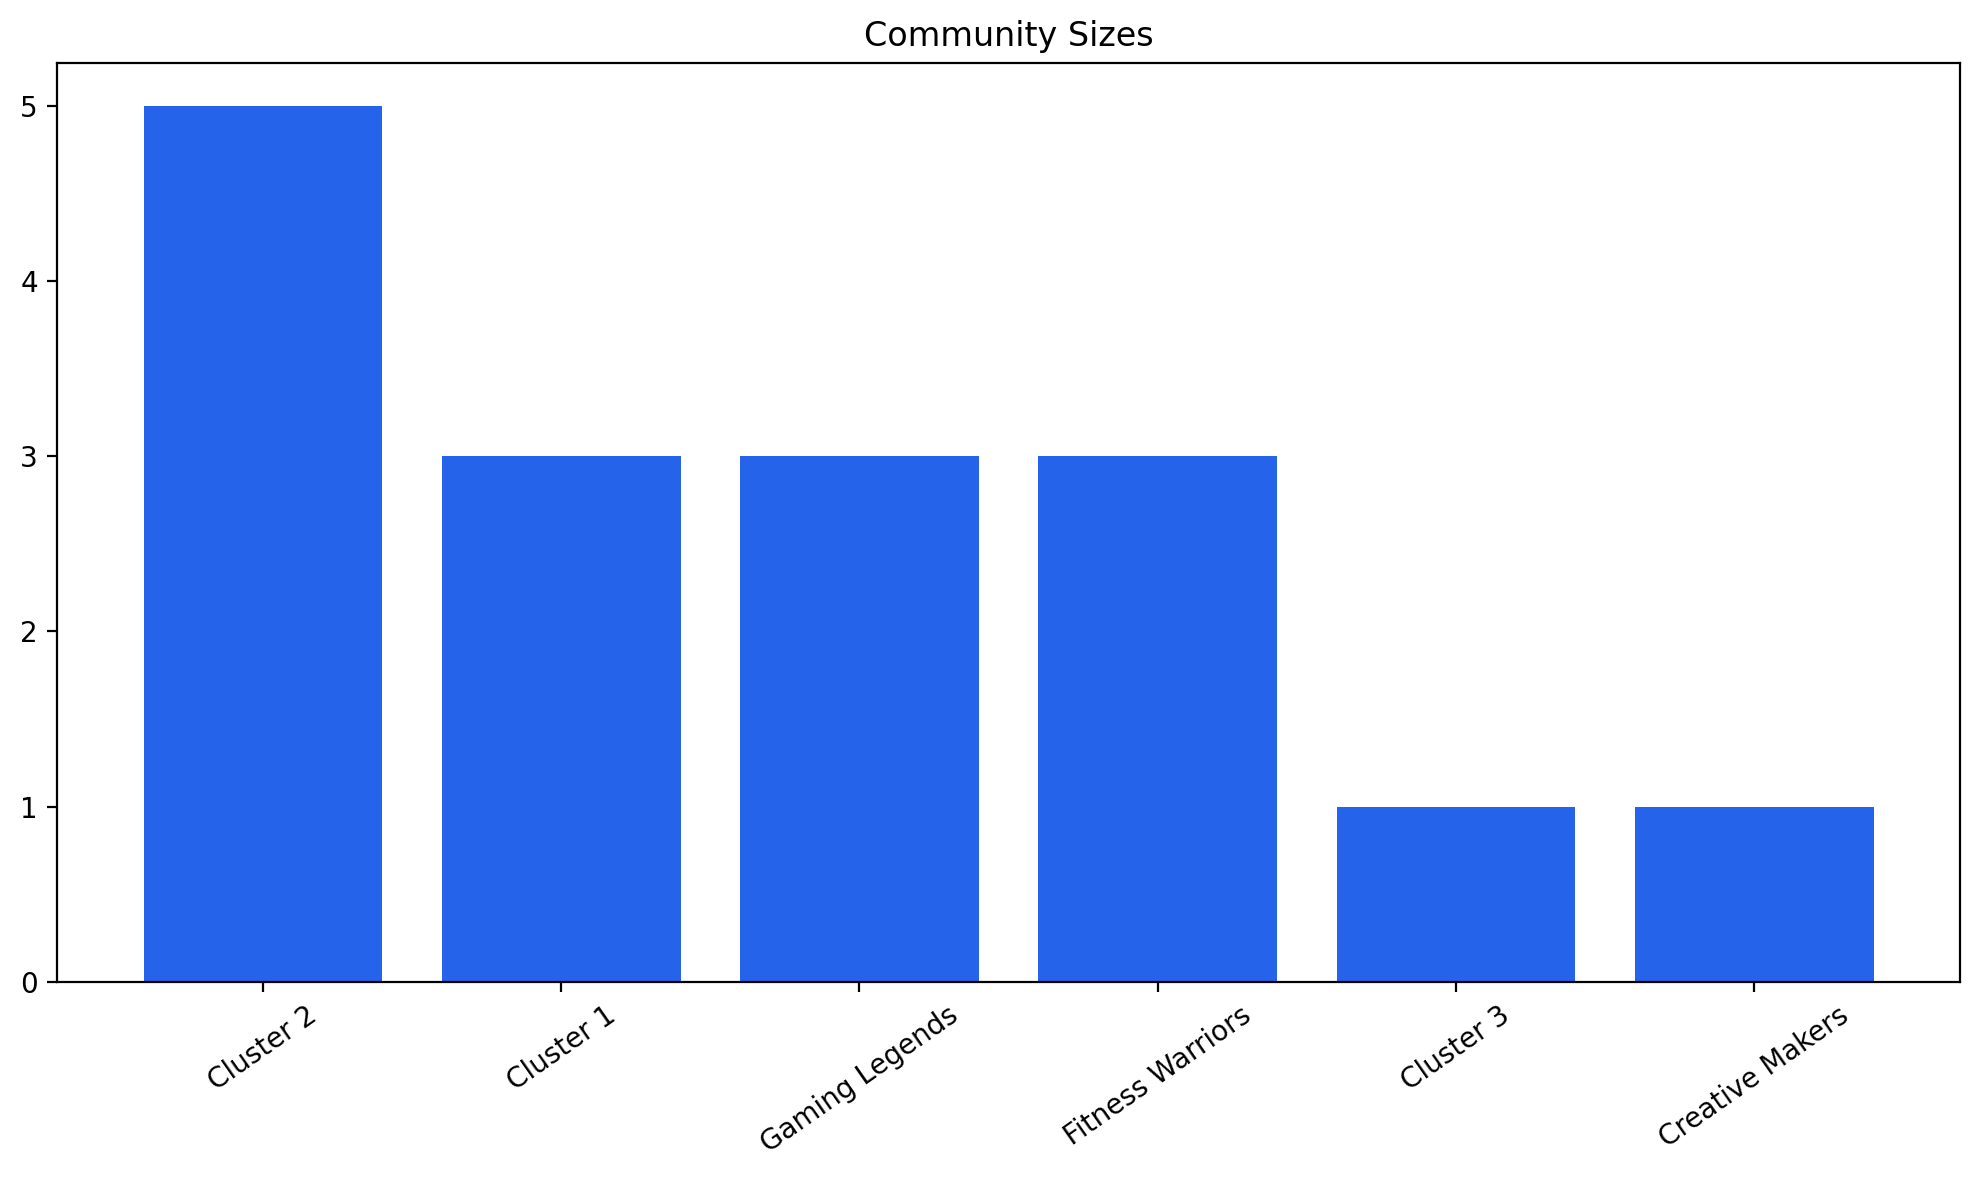 Community Sizes
5
4
3
2
1
0
Cluster 2
Cluster 1
Gaming Legends
Fitness Warriors
Cluster 3
Creative Makers